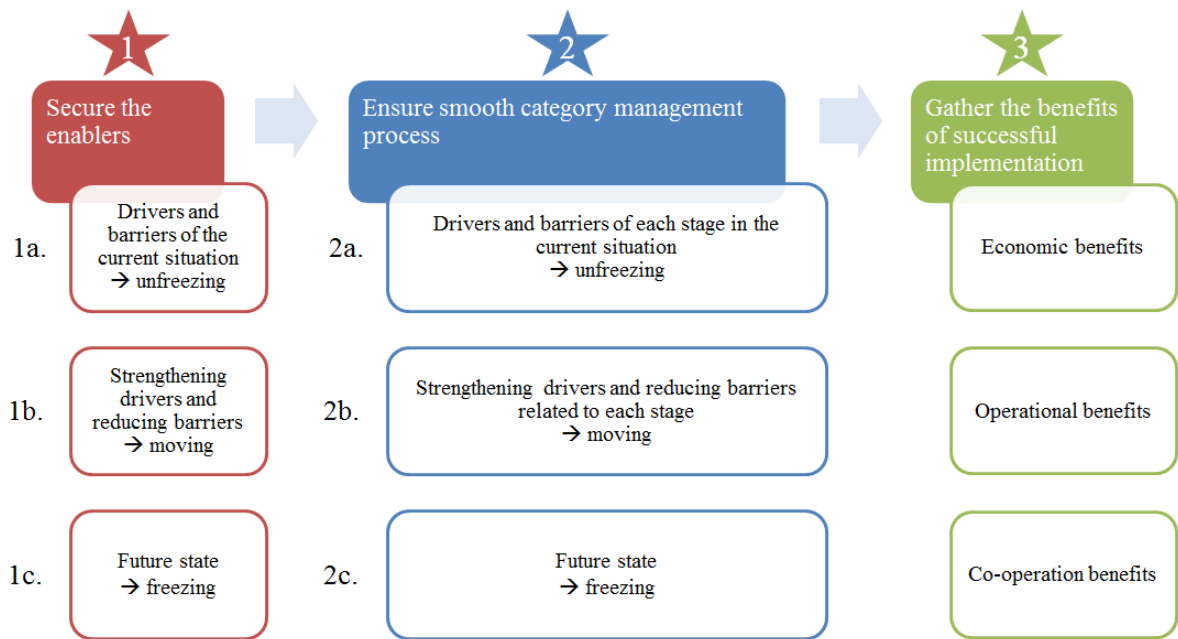 1
Secure the
enablers
1a.
Drivers and
barriers of the
current situation
→ unfreezing
1b.
Strengthening
drivers and
reducing barriers
→ moving
1c.
Future state
→ freezing
2
Ensure smooth category management
process
2a.
Drivers and barriers of each stage in the
current situation
→ unfreezing
2b.
Strengthening drivers and reducing barriers
related to each stage
→ moving
2c.
Future state
→ freezing
3
Gather the benefits
of successful
implementation
Economic benefits
Operational benefits
Co-operation benefits